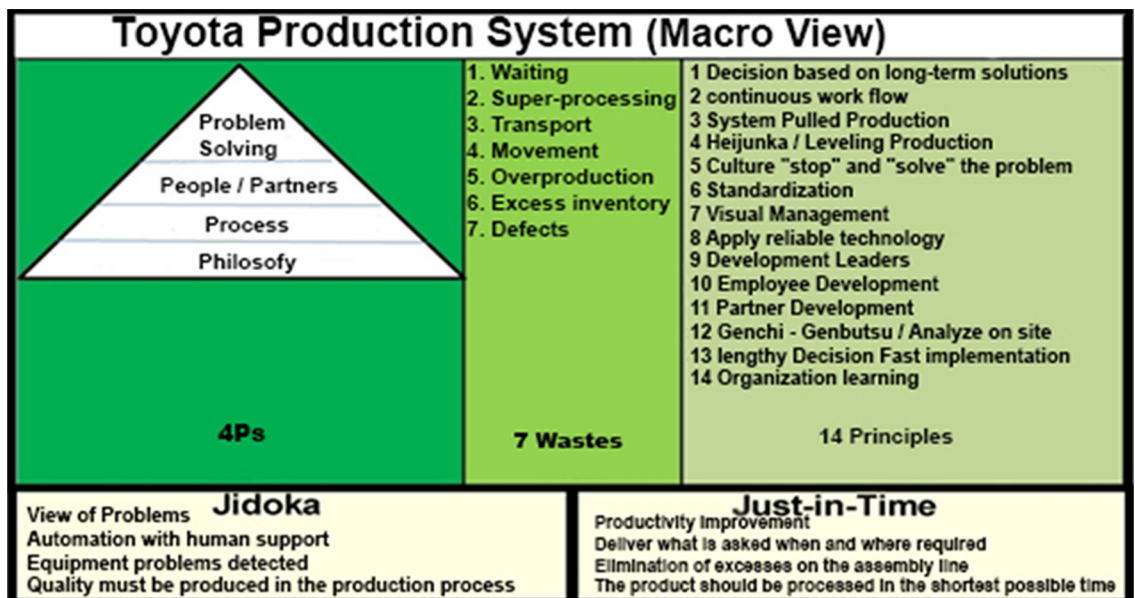 Toyota Production System (Macro View)
Problem
Solving
People / Partners
Process
Philosofy
4Ps
1. Waiting
2. Super-processing
3. Transport
4. Movement
5. Overproduction
6. Excess inventory
7. Defects
7 Wastes
1 Decision based on long-term solutions
2 continuous work flow
3 System Pulled Production
4 Heijunka / Leveling Production
5 Culture "stop" and "solve" the problem
6 Standardization
7 Visual Management
8 Apply reliable technology
9 Development Leaders
10 Employee Development
11 Partner Development
12 Genchi - Genbutsu / Analyze on site
13 lengthy Decision Fast implementation
14 Organization learning
14 Principles
Jidoka
View of Problems
Automation with human support
Equipment problems detected
Quality must be produced in the production process
Just-in-Time
Productivity Improvement
Deliver what is asked when and where required
Elimination of excesses on the assembly line
The product should be processed in the shortest possible time